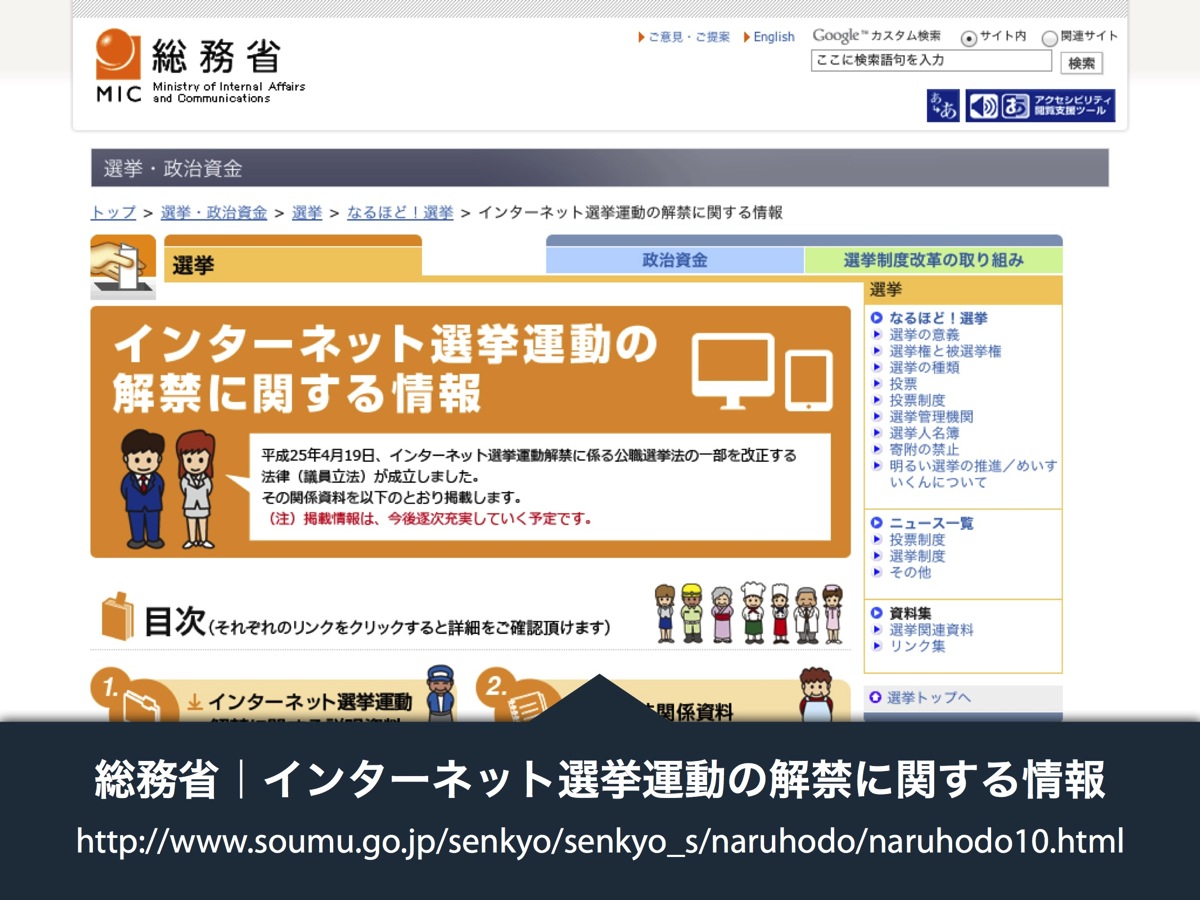 総務省
MIC
Ministry of Internal Affairs
and Communications
ご意見・ご提案
English
Google™カスタム検索
サイト内
関連サイト
ここに検索語句を入力
検索
あ
あ
あ
アクセシビリティ
閲覧支援ツール
選挙・政治資金
トップ > 選挙・政治資金 > 選挙 > なるほど！選挙 > インターネット選挙運動の解禁に関する情報
選挙
政治資金
選挙制度改革の取り組み
インターネット選挙運動の
解禁に関する情報
平成25年4月19日、インターネット選挙運動解禁に係る公職選挙法の一部を改正する
法律（議員立法）が成立しました。
その関係資料を以下のとおり掲載します。
（注）掲載情報は、今後逐次充実していく予定です。
目次(それぞれのリンクをクリックすると詳細をご確認頂けます)
1.
インターネット選挙運動
2.
関係資料
選挙
なるほど！選挙
選挙の意義
選挙権と被選挙権
選挙の種類
投票
投票制度
選挙管理機関
選挙人名簿
寄附の禁止
明るい選挙の推進／めいす
いくんについて
ニュース一覧
投票制度
選挙制度
その他
資料集
選挙関連資料
リンク集
選挙トップへ
総務省｜インターネット選挙運動の解禁に関する情報
http://www.soumu.go.jp/senkyo/senkyo_s/naruhodo/naruhodo10.html